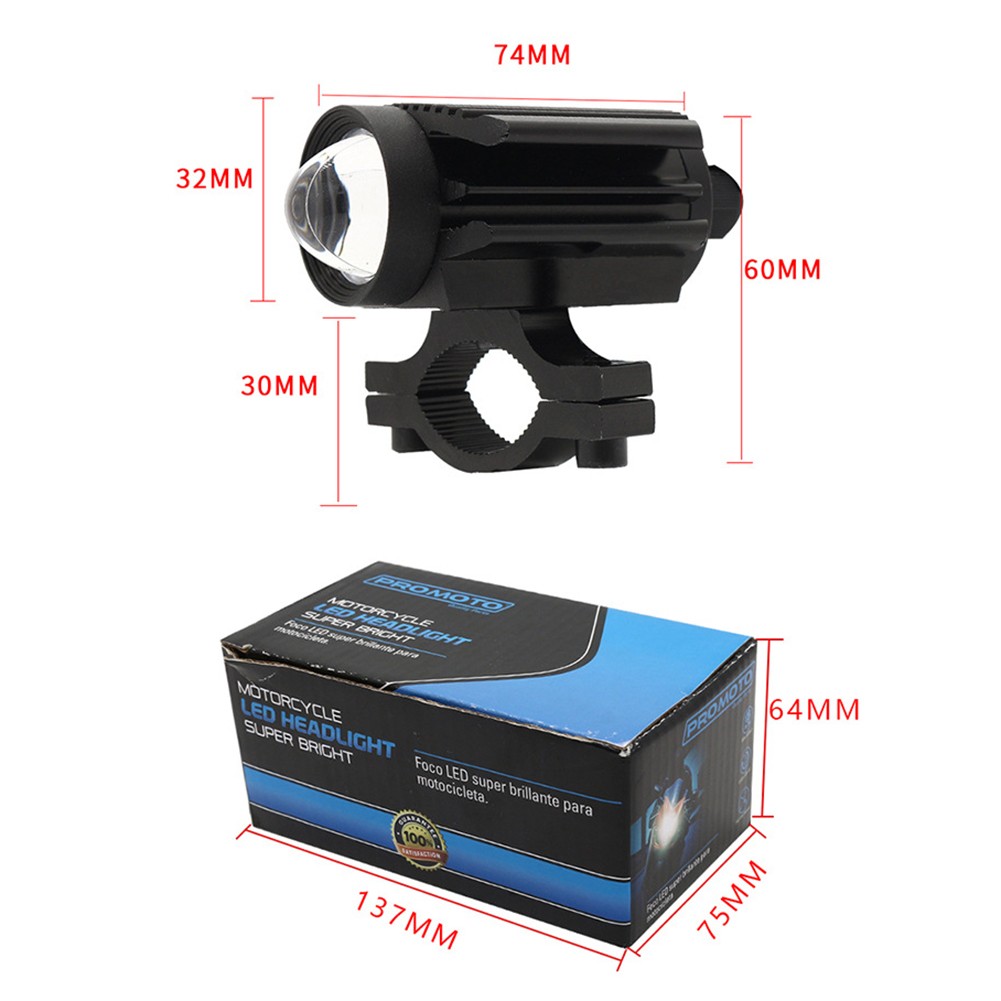 74MM
32MM
60MM
30MM
PROMOTO
MOTORCYCLE
LED HEADLIGHT
SUPER BRIGHT
Foco LED super brillante para
motocicleta.
MOTORCYCLE
LED HEADLIGHT
SUPER BRIGHT
Foco LED super brillante para
motocicleta.
GUARANTEE
100%
SATISFACTION
PROMOTO
Foco LED super brillante para
motocicleta.
64MM
137MM
75MM